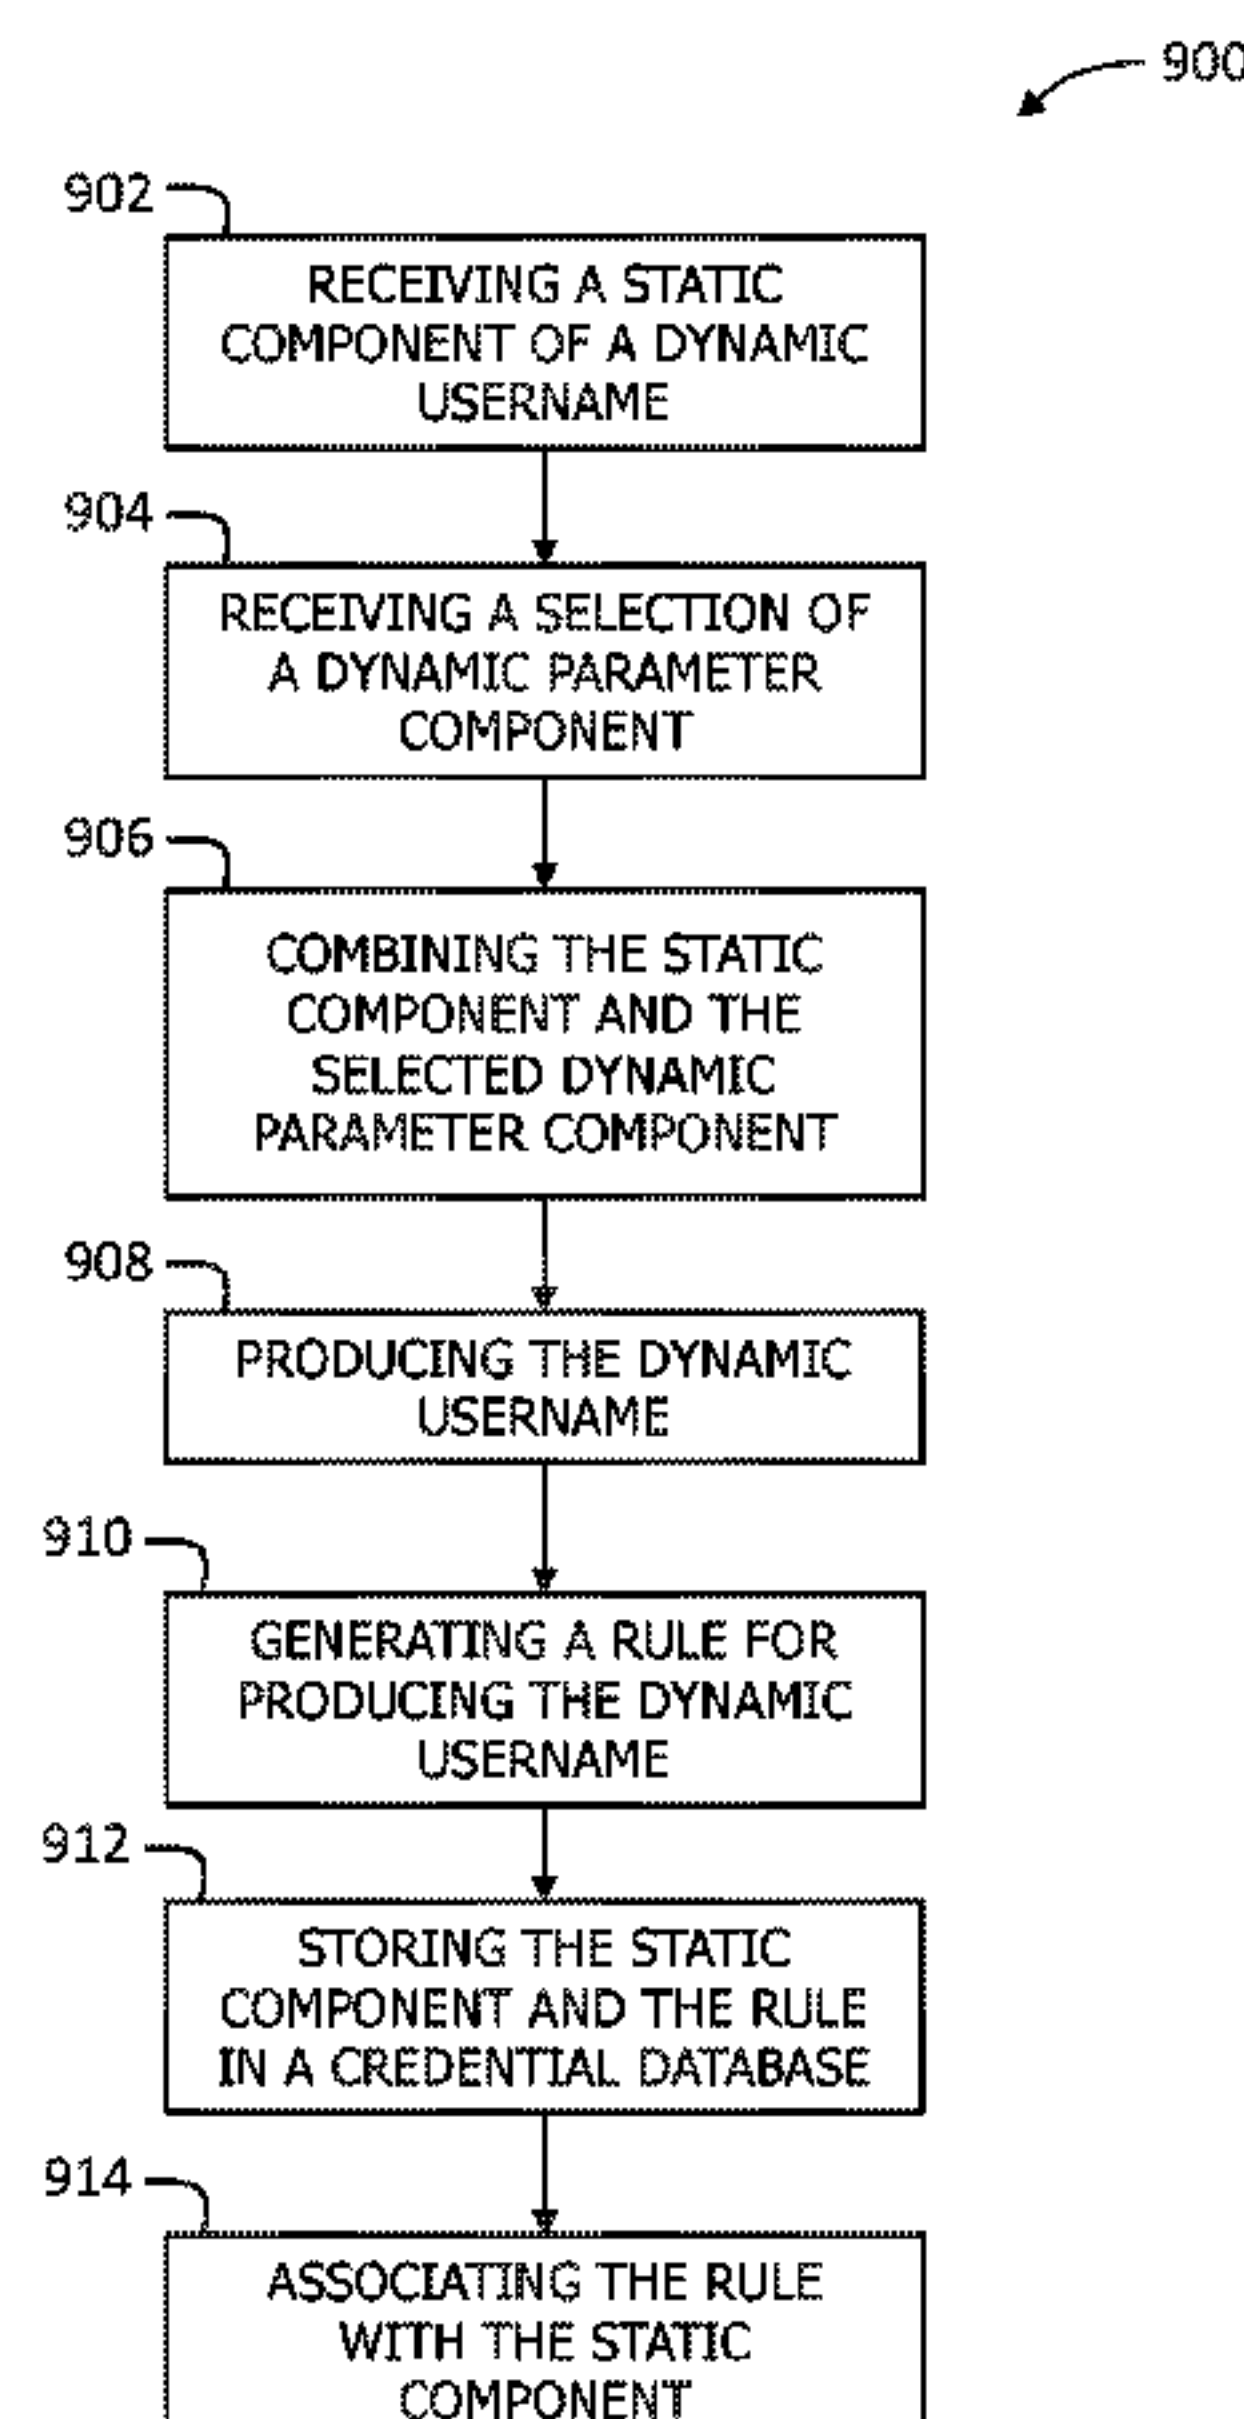 900
902
RECEIVING A STATIC
COMPONENT OF A DYNAMIC
USERNAME
904
RECEIVING A SELECTION OF
A DYNAMIC PARAMETER
COMPONENT
906
COMBINING THE STATIC
COMPONENT AND THE
SELECTED DYNAMIC
PARAMETER COMPONENT
908
PRODUCING THE DYNAMIC
USERNAME
910
GENERATING A RULE FOR
PRODUCING THE DYNAMIC
USERNAME
912
STORING THE STATIC
COMPONENT AND THE RULE
IN A CREDENTIAL DATABASE
914
ASSOCIATING THE RULE
WITH THE STATIC
COMPONENT